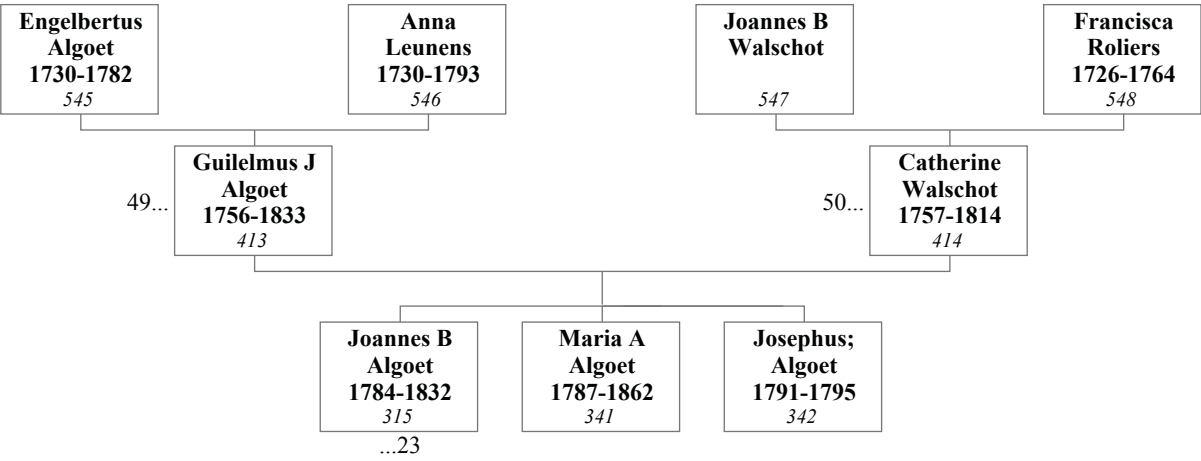 Engelbertus
Algoet
1730-1782
545
Anna
Leunens
1730-1793
546
Joannes B
Walschot
547
Francisca
Roliers
1726-1764
548
49...
Guilelmus J
Algoet
1756-1833
413
50...
Catherine
Walschot
1757-1814
414
Joannes B
Algoet
1784-1832
315
...23
Maria A
Algoet
1787-1862
341
Josephus;
Algoet
1791-1795
342